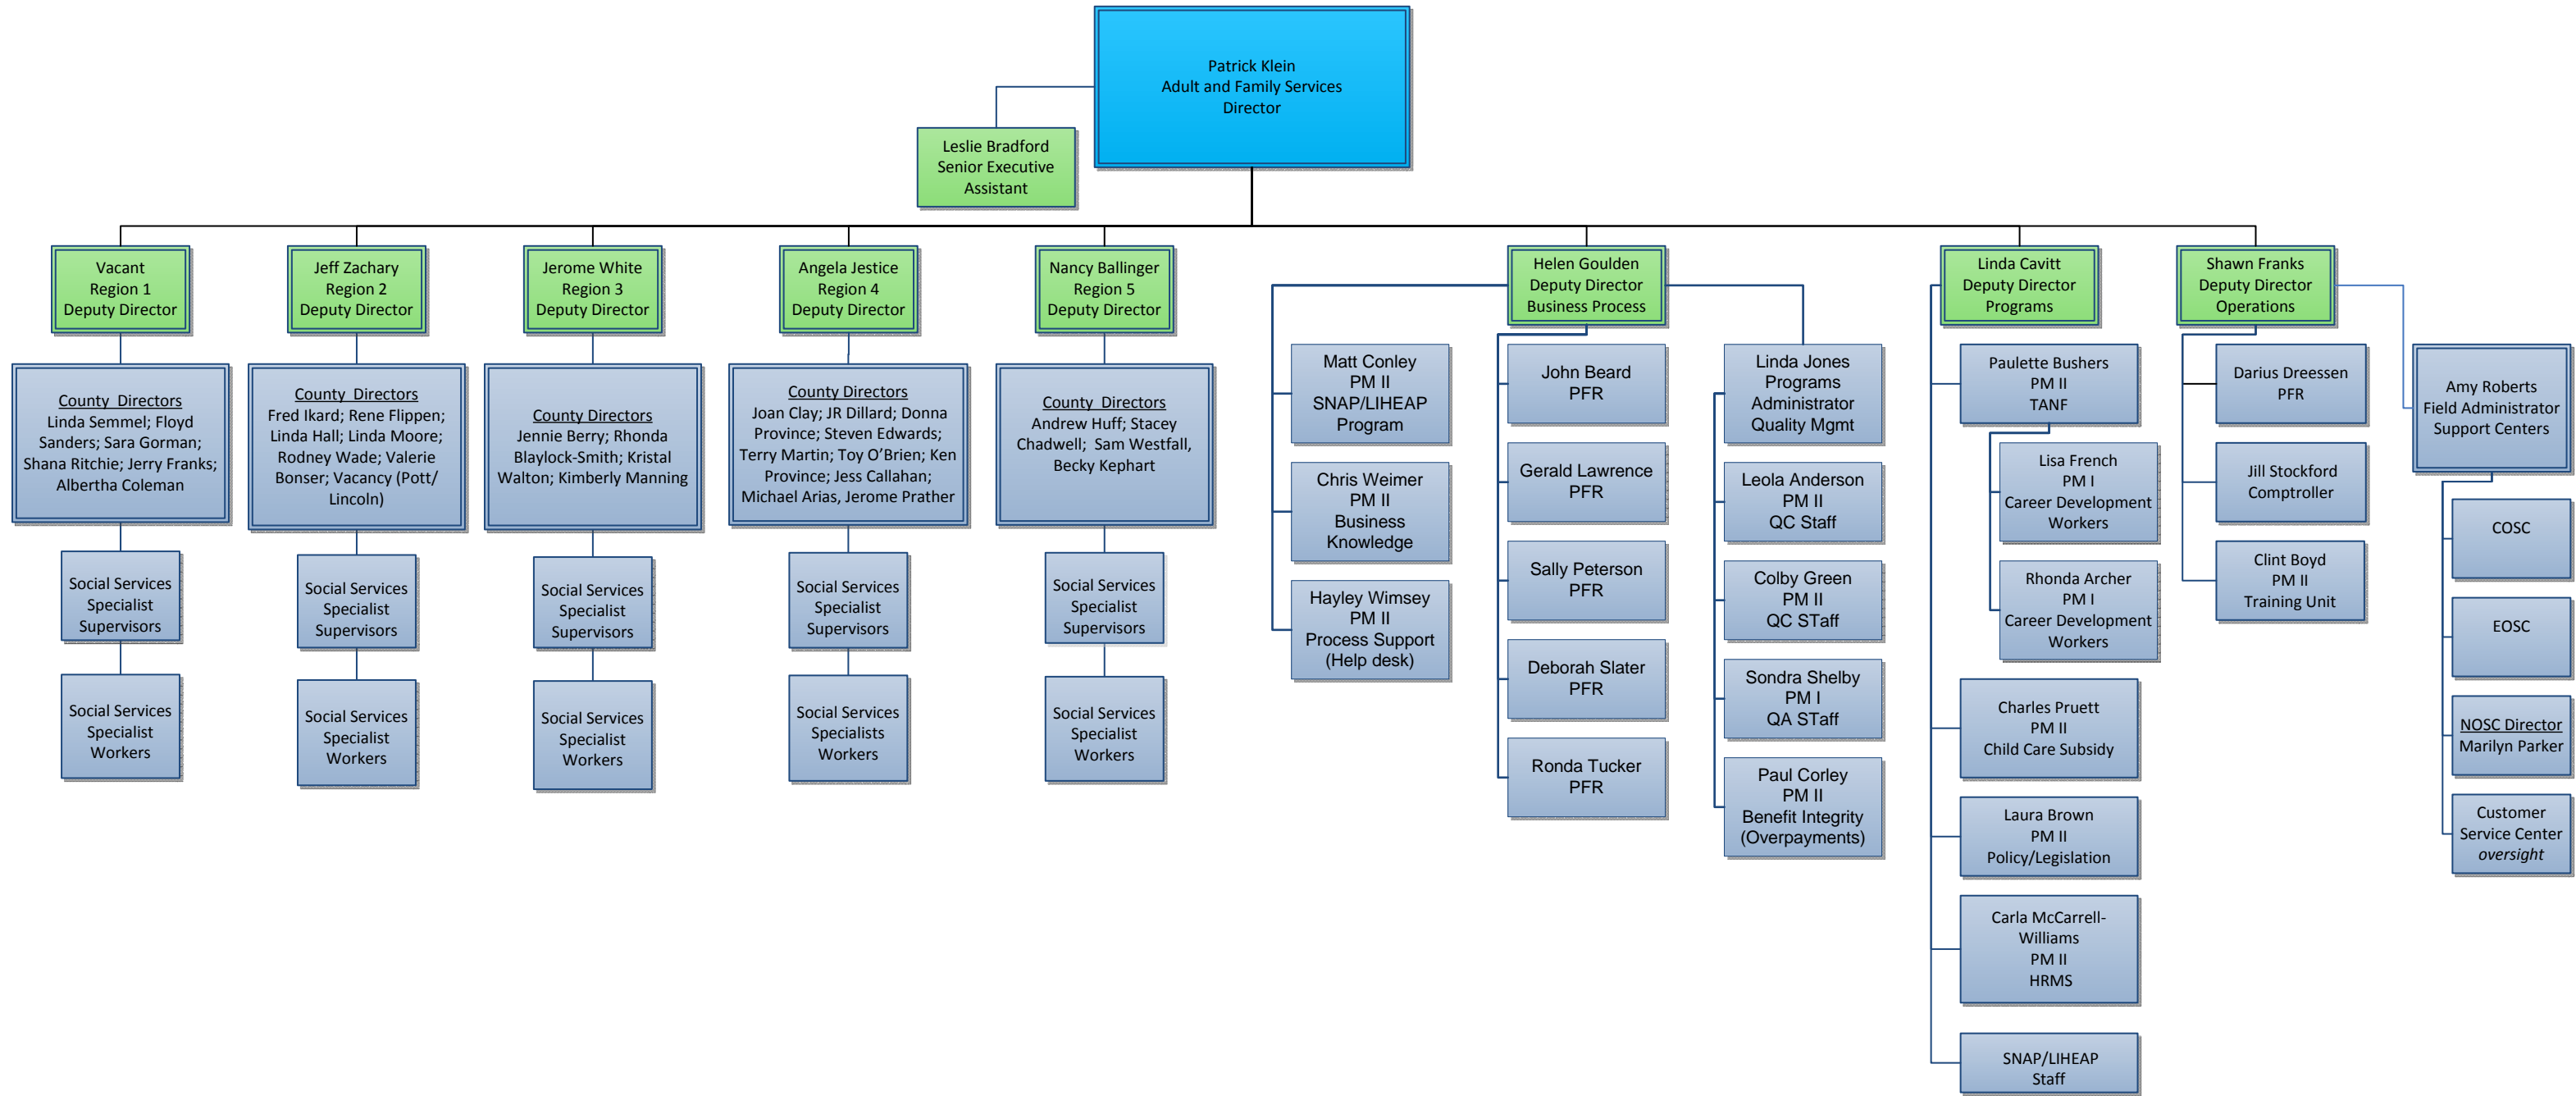 Patrick Klein
Adult and Family Services
Director
Leslie Bradford
Senior Executive
Assistant
Vacant
Region 1
Deputy Director
Jeff Zachary
Region 2
Deputy Director
Jerome White
Region 3
Deputy Director
Angela Jestice
Region 4
Deputy Director
Nancy Ballinger
Region 5
Deputy Director
Helen Goulden
Deputy Director
Business Process
Linda Cavitt
Deputy Director
Programs
Shawn Franks
Deputy Director
Operations
County Directors
Linda Semmel; Floyd
Sanders; Sara Gorman;
Shana Ritchie; Jerry Franks;
Albertha Coleman
Social Services
Specialist
Supervisors
Social Services
Specialist
Workers
County Directors
Fred Ikard; Rene Flippen;
Linda Hall; Linda Moore;
Rodney Wade; Valerie
Bonser; Vacancy (Pott/
Lincoln)
Social Services
Specialist
Supervisors
Social Services
Specialist
Workers
County Directors
Jennie Berry; Rhonda
Blaylock-Smith; Kristal
Walton; Kimberly Manning
Social Services
Specialist
Supervisors
Social Services
Specialist
Workers
County Directors
Joan Clay; JR Dillard; Donna
Province; Steven Edwards;
Terry Martin; Toy O’Brien; Ken
Province; Jess Callahan;
Michael Arias, Jerome Prather
Social Services
Specialist
Supervisors
Social Services
Specialists
Workers
County Directors
Andrew Huff; Stacey
Chadwell; Sam Westfall,
Becky Kephart
Social Services
Specialist
Supervisors
Social Services
Specialist
Workers
Matt Conley
PM II
SNAP/LIHEAP
Program
Chris Weimer
PM II
Business
Knowledge
Hayley Wimsey
PM II
Process Support
(Help desk)
John Beard
PFR
Gerald Lawrence
PFR
Sally Peterson
PFR
Deborah Slater
PFR
Ronda Tucker
PFR
Linda Jones
Programs
Administrator
Quality Mgmt
Leola Anderson
PM II
QC Staff
Colby Green
PM II
QC STaff
Sondra Shelby
PM I
QA STaff
Paul Corley
PM II
Benefit Integrity
(Overpayments)
Paulette Bushers
PM II
TANF
Lisa French
PM I
Career Development
Workers
Rhonda Archer
PM I
Career Development
Workers
Charles Pruett
PM II
Child Care Subsidy
Laura Brown
PM II
Policy/Legislation
Carla McCarrell-
Williams
PM II
HRMS
SNAP/LIHEAP
Staff
Darius Dreessen
PFR
Jill Stockford
Comptroller
Clint Boyd
PM II
Training Unit
Amy Roberts
Field Administrator
Support Centers
COSC
EOSC
NOSC Director
Marilyn Parker
Customer
Service Center
oversight